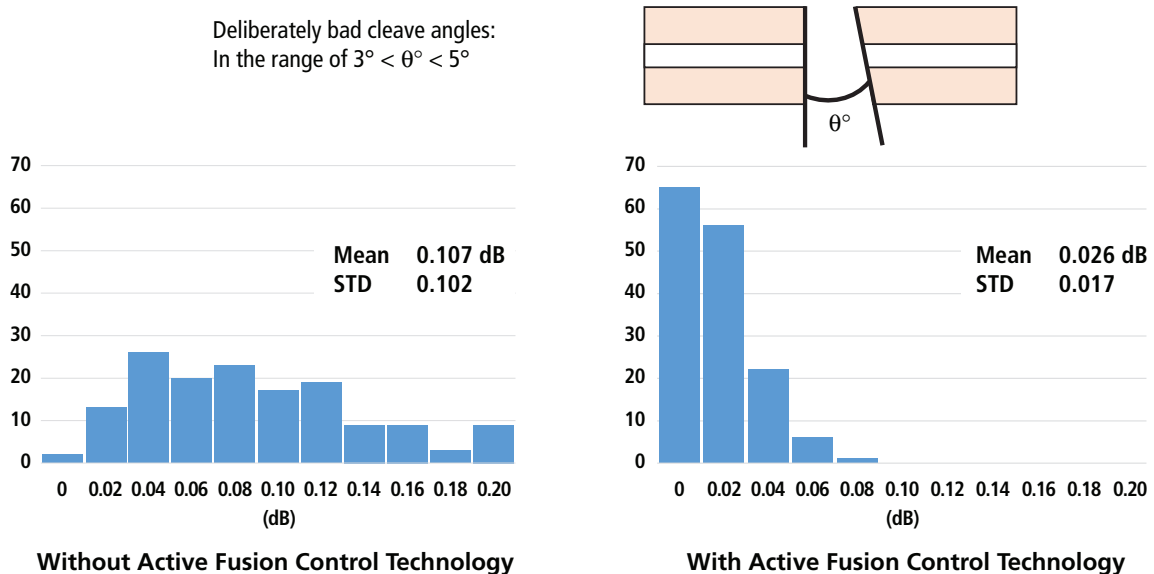 Deliberately bad cleave angles:
In the range of 3° < θ° < 5°
θ°
70
60
50
40
30
20
10
0
Mean 0.107 dB
STD 0.102
0 0.02 0.04 0.06 0.08 0.10 0.12 0.14 0.16 0.18 0.20
(dB)
Without Active Fusion Control Technology
70
60
50
40
30
20
10
0
Mean 0.026 dB
STD 0.017
0 0.02 0.04 0.06 0.08 0.10 0.12 0.14 0.16 0.18 0.20
(dB)
With Active Fusion Control Technology